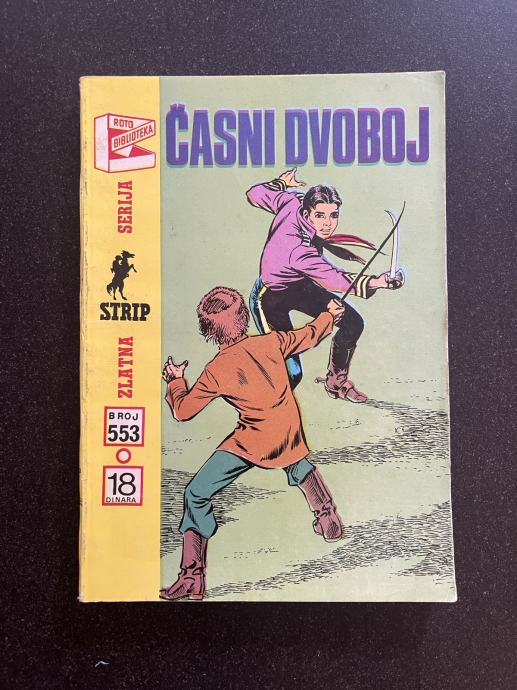 ROTO
BIBLIOTEKA
ČASNI DVOBOJ
ZLATNA SERIJA
STRIP
BROJ
553
18
DINARA